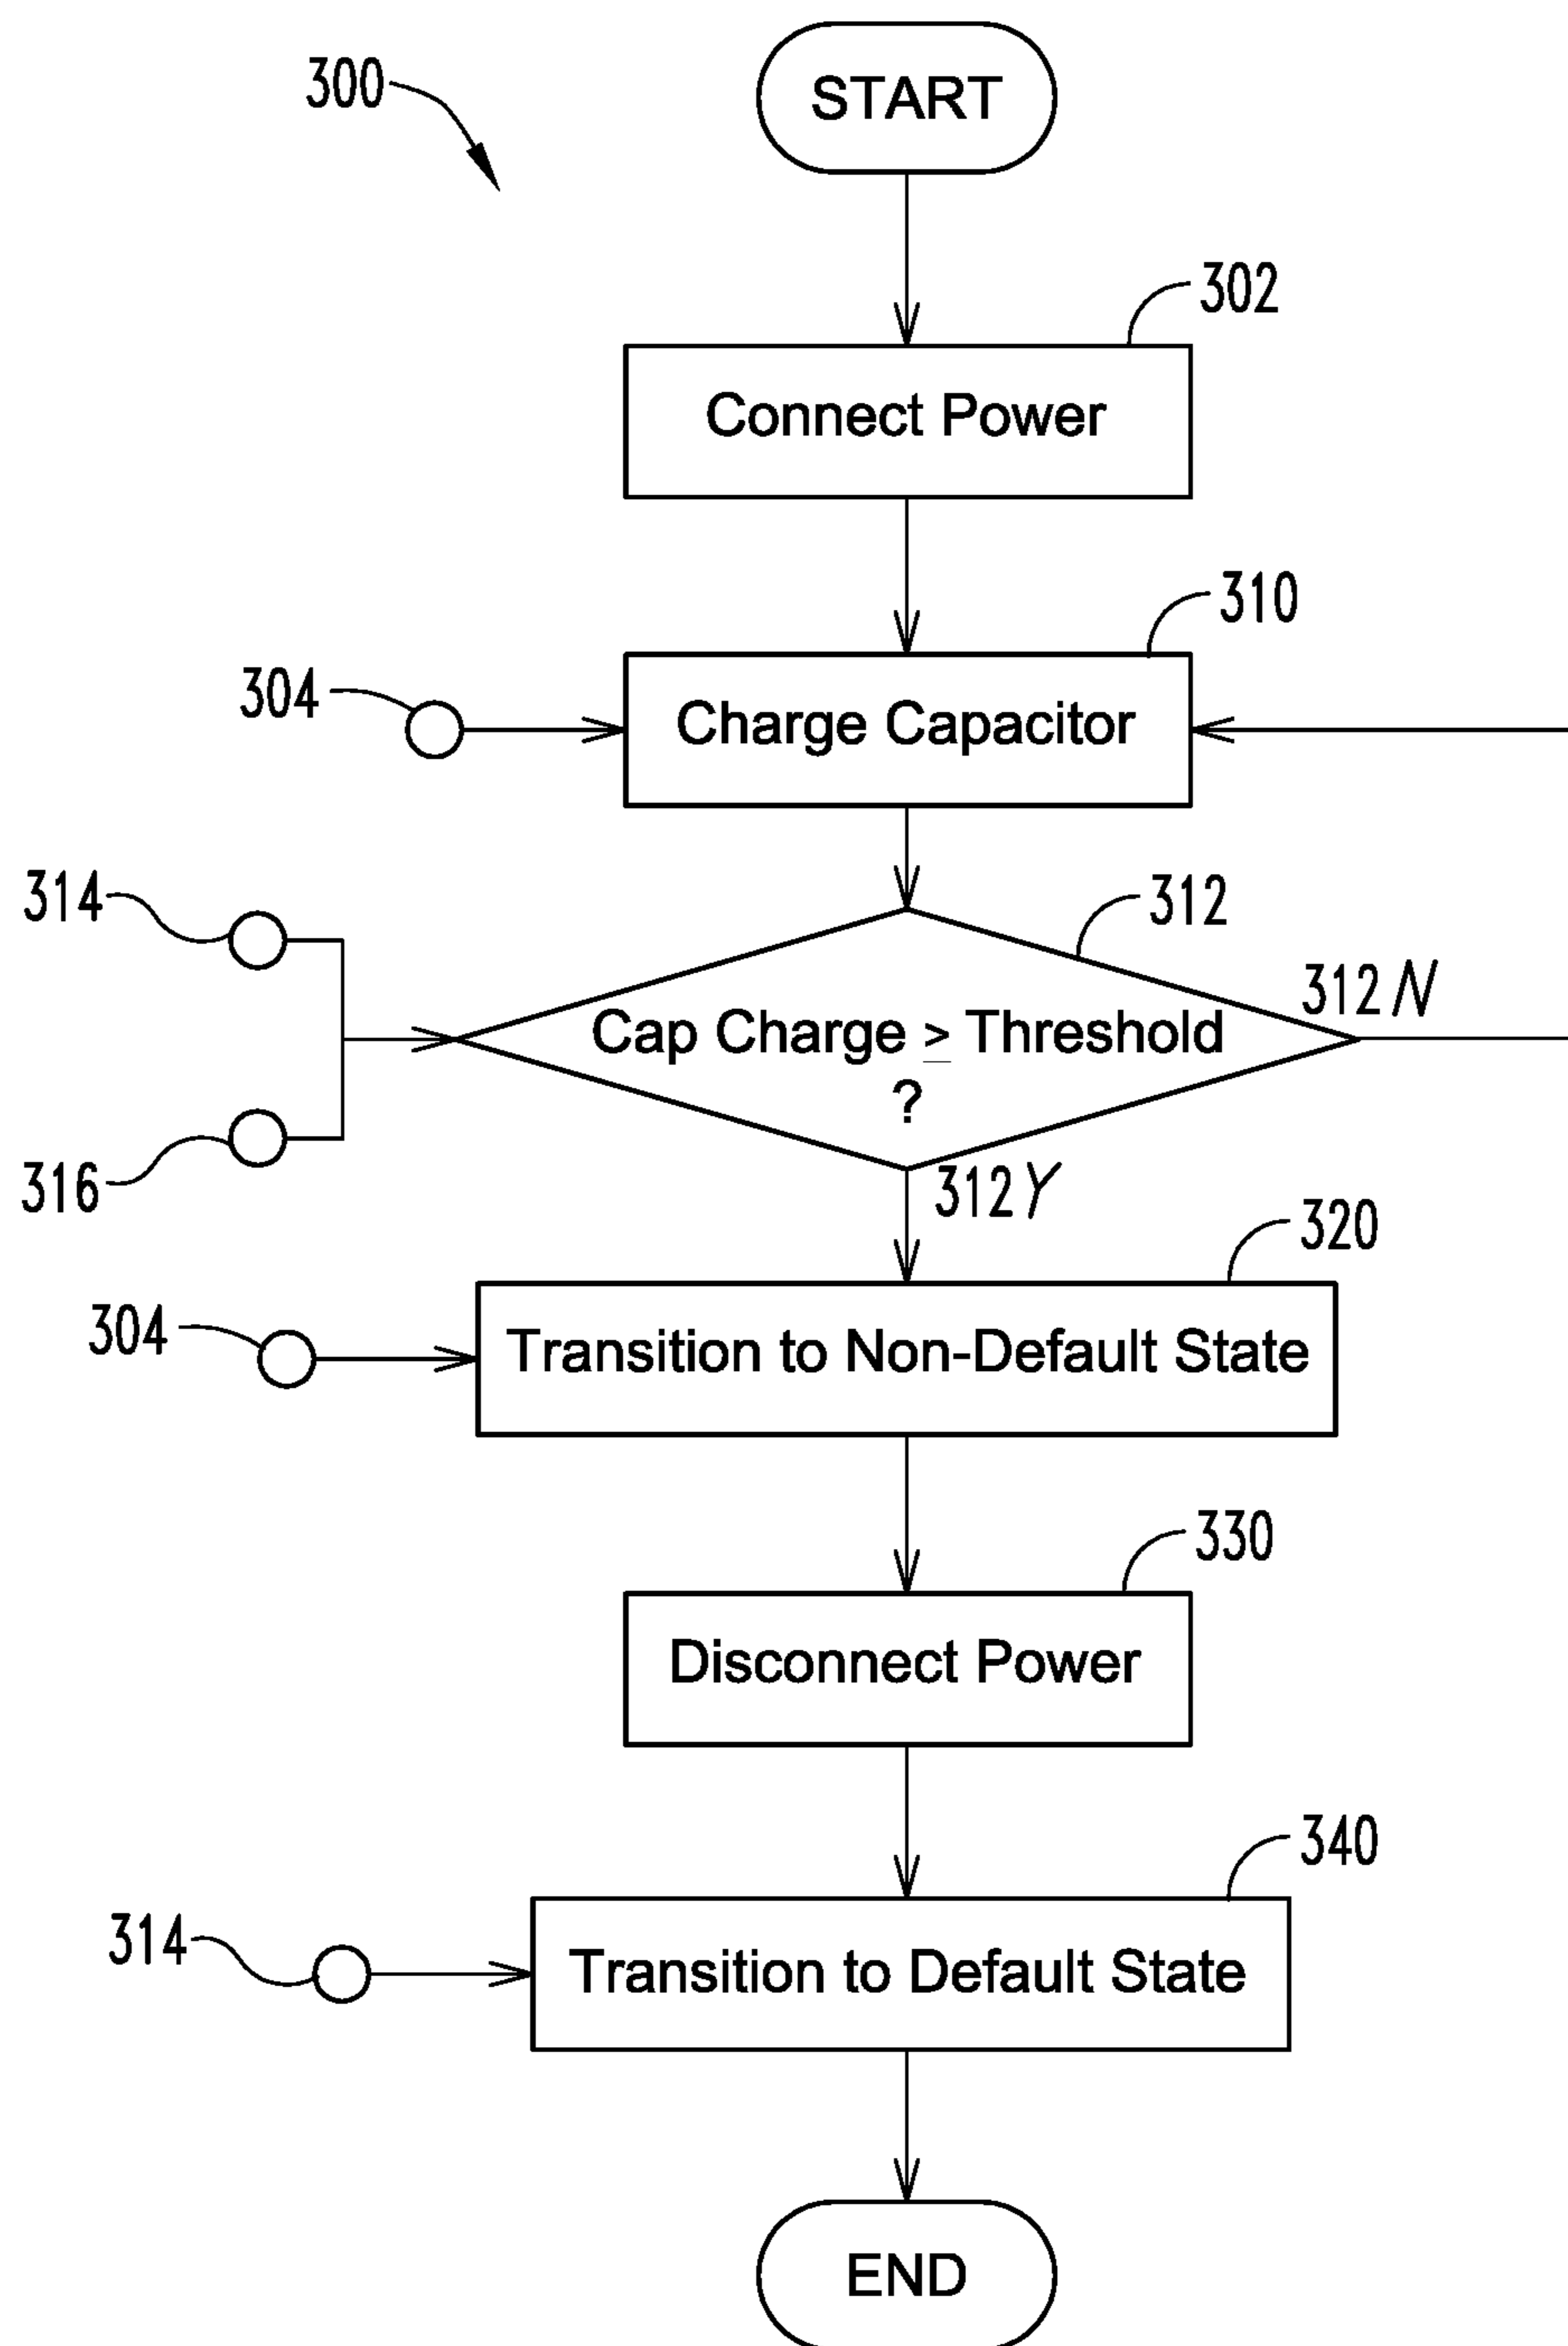 300
START
302
Connect Power
310
304
Charge Capacitor
314
312
312N
Cap Charge ≥ Threshold
?
316
312Y
320
304
Transition to Non-Default State
330
Disconnect Power
340
314
Transition to Default State
END